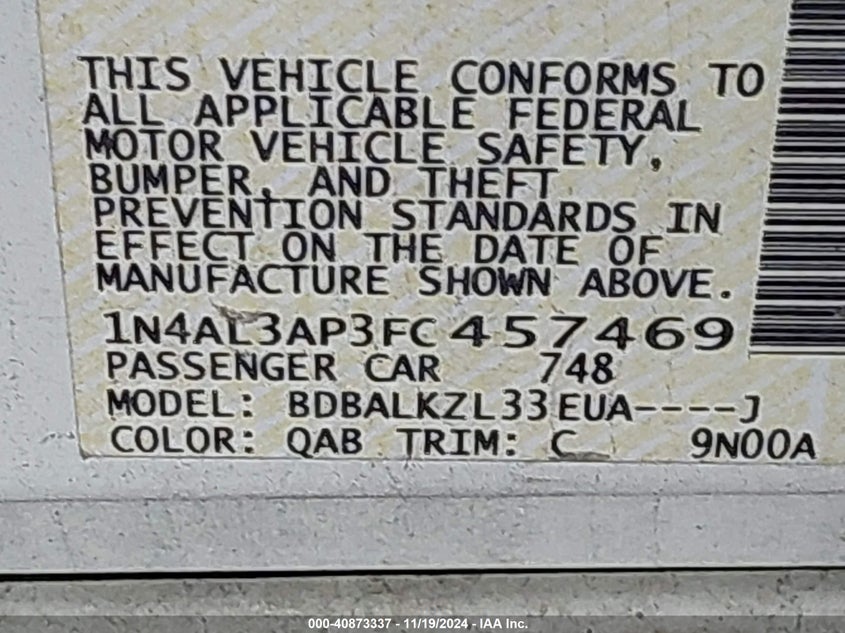 THIS VEHICLE CONFORMS TO
ALL APPLICABLE FEDERAL
MOTOR VEHICLE SAFETY,
BUMPER, AND THEFT
PREVENTION STANDARDS IN
EFFECT ON THE DATE OF
MANUFACTURE SHOWN ABOVE.
1N4AL3AP3FC457469
PASSENGER CAR 748
MODEL: BDBALKZL33EUA----J
COLOR: QAB TRIM: C 9N00A
000-40873337 - 11/19/2024 - IAA Inc.